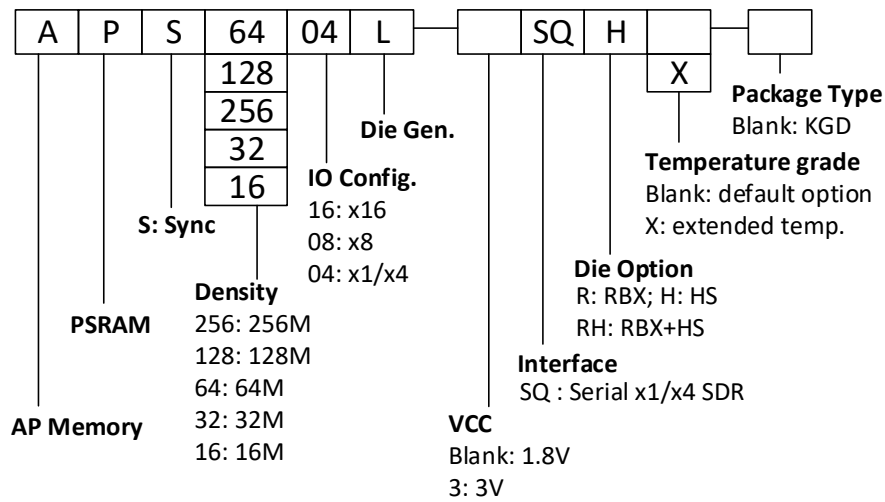 A P S 64 04 L SQ H
128
256
32
16
X
Package Type
Blank: KGD
Die Gen.
Temperature grade
Blank: default option
X: extended temp.
IO Config.
16: x16
08: x8
04: x1/x4
S: Sync
Die Option
R: RBX; H: HS
RH: RBX+HS
Density
256: 256M
128: 128M
64: 64M
32: 32M
16: 16M
PSRAM
Interface
SQ : Serial x1/x4 SDR
AP Memory
VCC
Blank: 1.8V
3: 3V